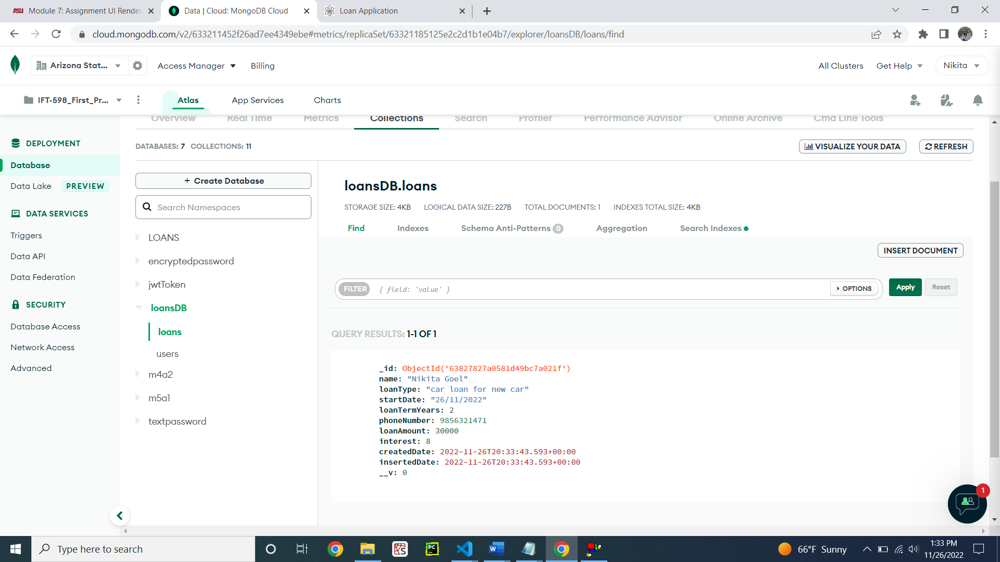 ASU Module 7: Assignment UI Render
Data | Cloud: MongoDB Cloud
Loan Application
cloud.mongodb.com/v2/633211452f26ad7ee4349ebe#metrics/replicaSet/63321185125e2c2d1b1e04b7/explorer/loansDB/loans/find
Arizona Stat...
Access Manager
Billing
All Clusters
Get Help
Nikita
IFT-598_First_Pr...
Atlas
App Services
Charts
Overview
Real Time
Metrics
Collections
Search
Profiler
Performance Advisor
Online Archive
Cmd Line Tools
DEPLOYMENT
Database
Data Lake PREVIEW
DATA SERVICES
Triggers
Data API
Data Federation
SECURITY
Database Access
Network Access
Advanced
DATABASES: 7 COLLECTIONS: 11
VISUALIZE YOUR DATA
REFRESH
+ Create Database
Search Namespaces
LOANS
encryptedpassword
jwtToken
loansDB
loans
users
m4a2
m5a1
textpassword
loansDB.loans
STORAGE SIZE: 4KB LOGICAL DATA SIZE: 227B TOTAL DOCUMENTS: 1 INDEXES TOTAL SIZE: 4KB
Find
Indexes
Schema Anti-Patterns 0
Aggregation
Search Indexes
INSERT DOCUMENT
FILTER { field: 'value' }
OPTIONS
Apply
Reset
QUERY RESULTS: 1-1 OF 1
_id: ObjectId('63827827a0581d49bc7a021f')
name: "Nikita Goel"
loanType: "car loan for new car"
startDate: "26/11/2022"
loanTermYears: 2
phoneNumber: 9856321471
loanAmount: 30000
interest: 8
createdDate: 2022-11-26T20:33:43.593+00:00
insertedDate: 2022-11-26T20:33:43.593+00:00
__v: 0
1
Type here to search
PC
W
66°F Sunny
1:33 PM
11/26/2022